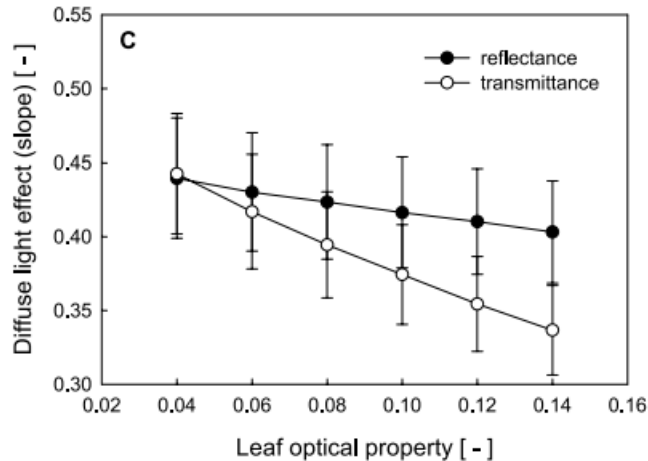 C
reflectance
transmittance
Diffuse light effect (slope) [ - ]
0.55
0.50
0.45
0.40
0.35
0.30
0.02 0.04 0.06 0.08 0.10 0.12 0.14 0.16
Leaf optical property [ - ]